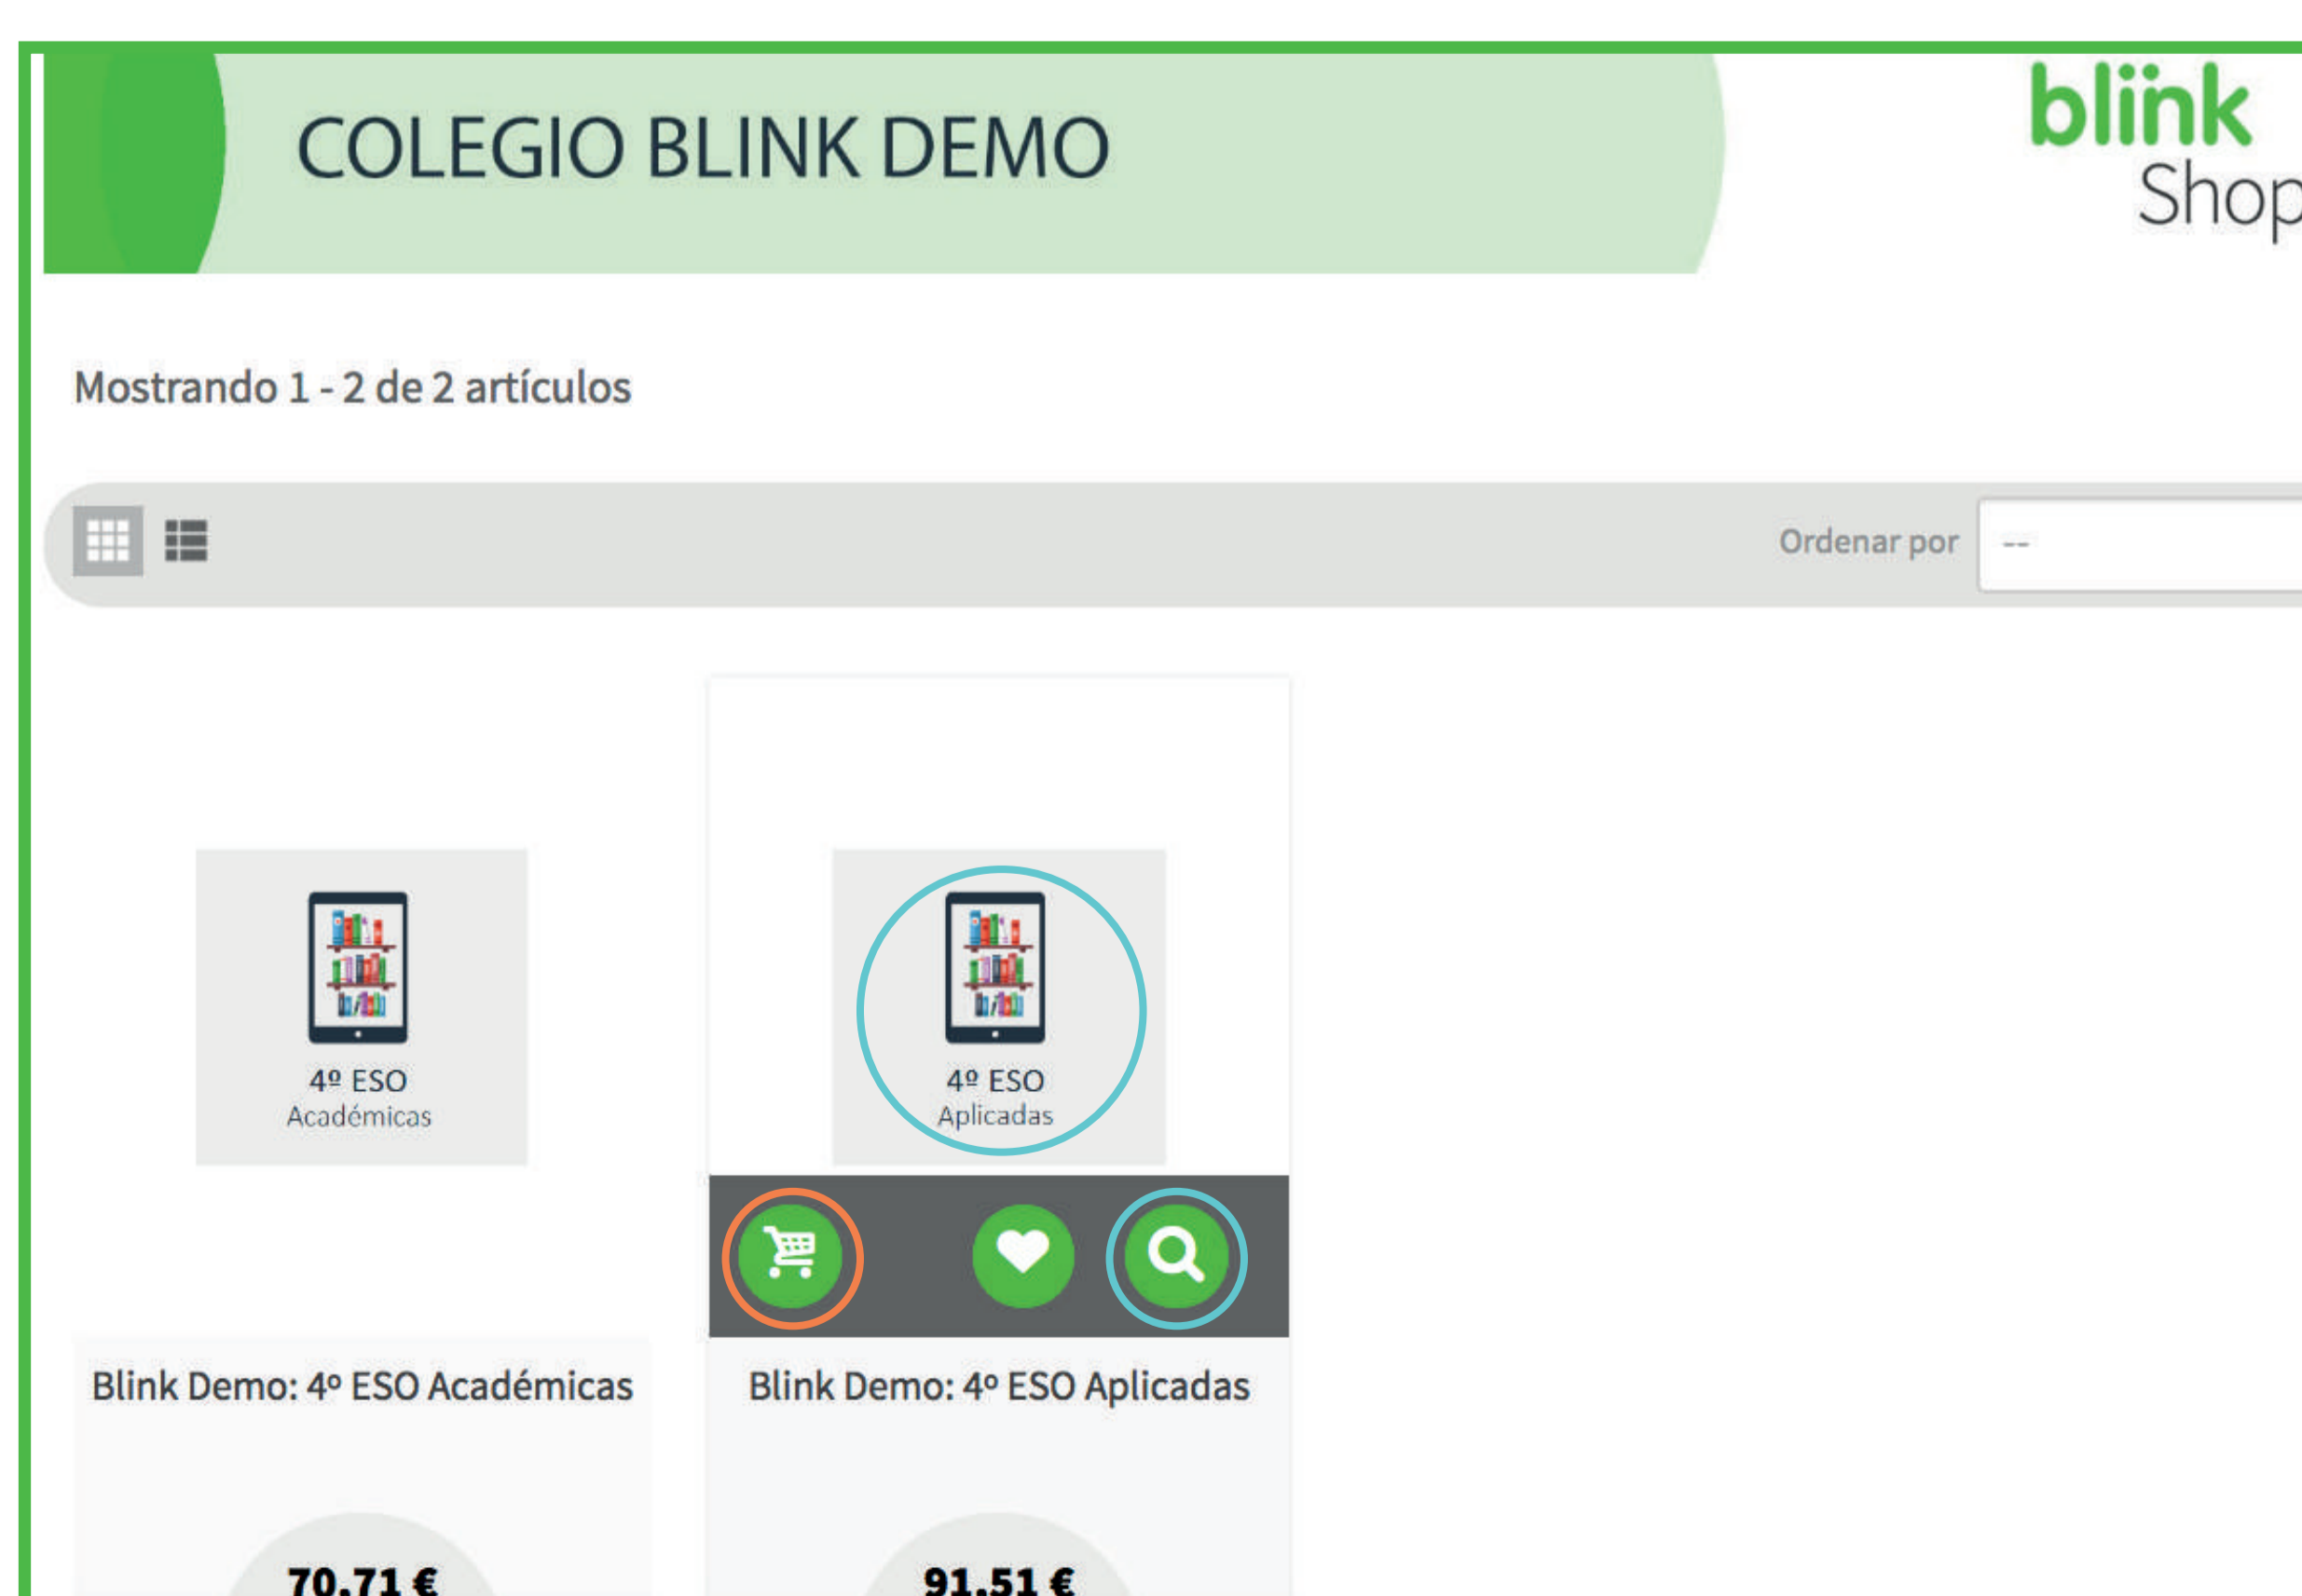 COLEGIO BLINK DEMO
blink
Shop
Mostrando 1 - 2 de 2 artículos
Ordenar por
--
4º ESO
Académicas
4º ESO
Aplicadas
Blink Demo: 4º ESO Académicas
Blink Demo: 4º ESO Aplicadas
70,71 €
91,51 €